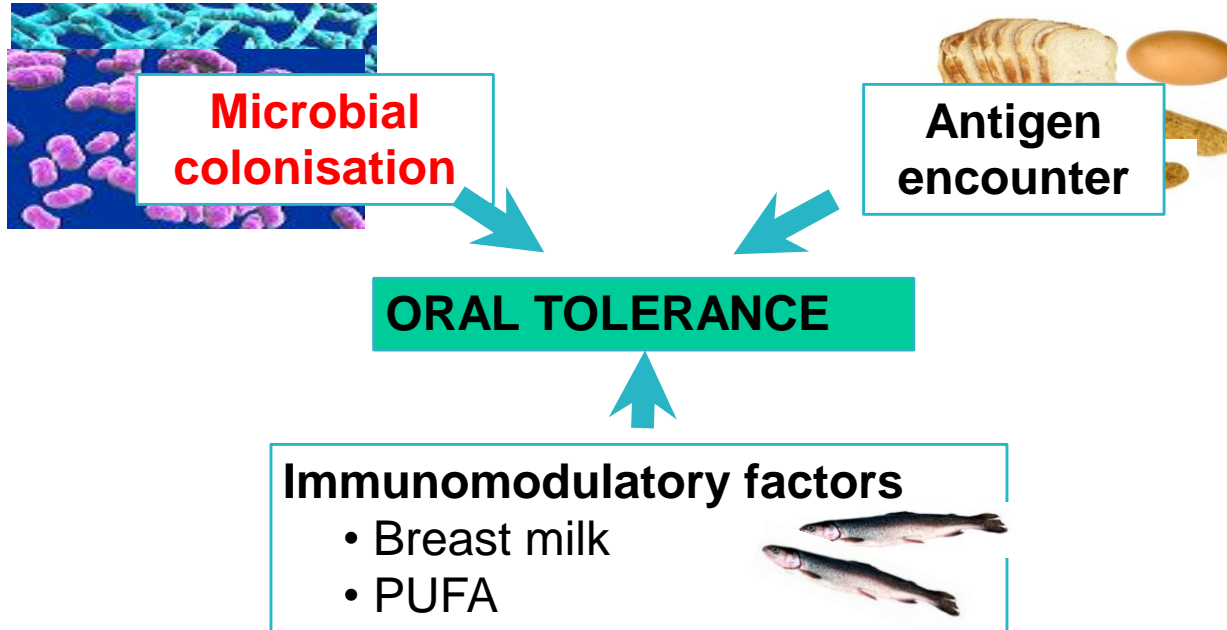 Microbial
colonisation
Antigen
encounter
ORAL TOLERANCE
Immunomodulatory factors
• Breast milk
• PUFA